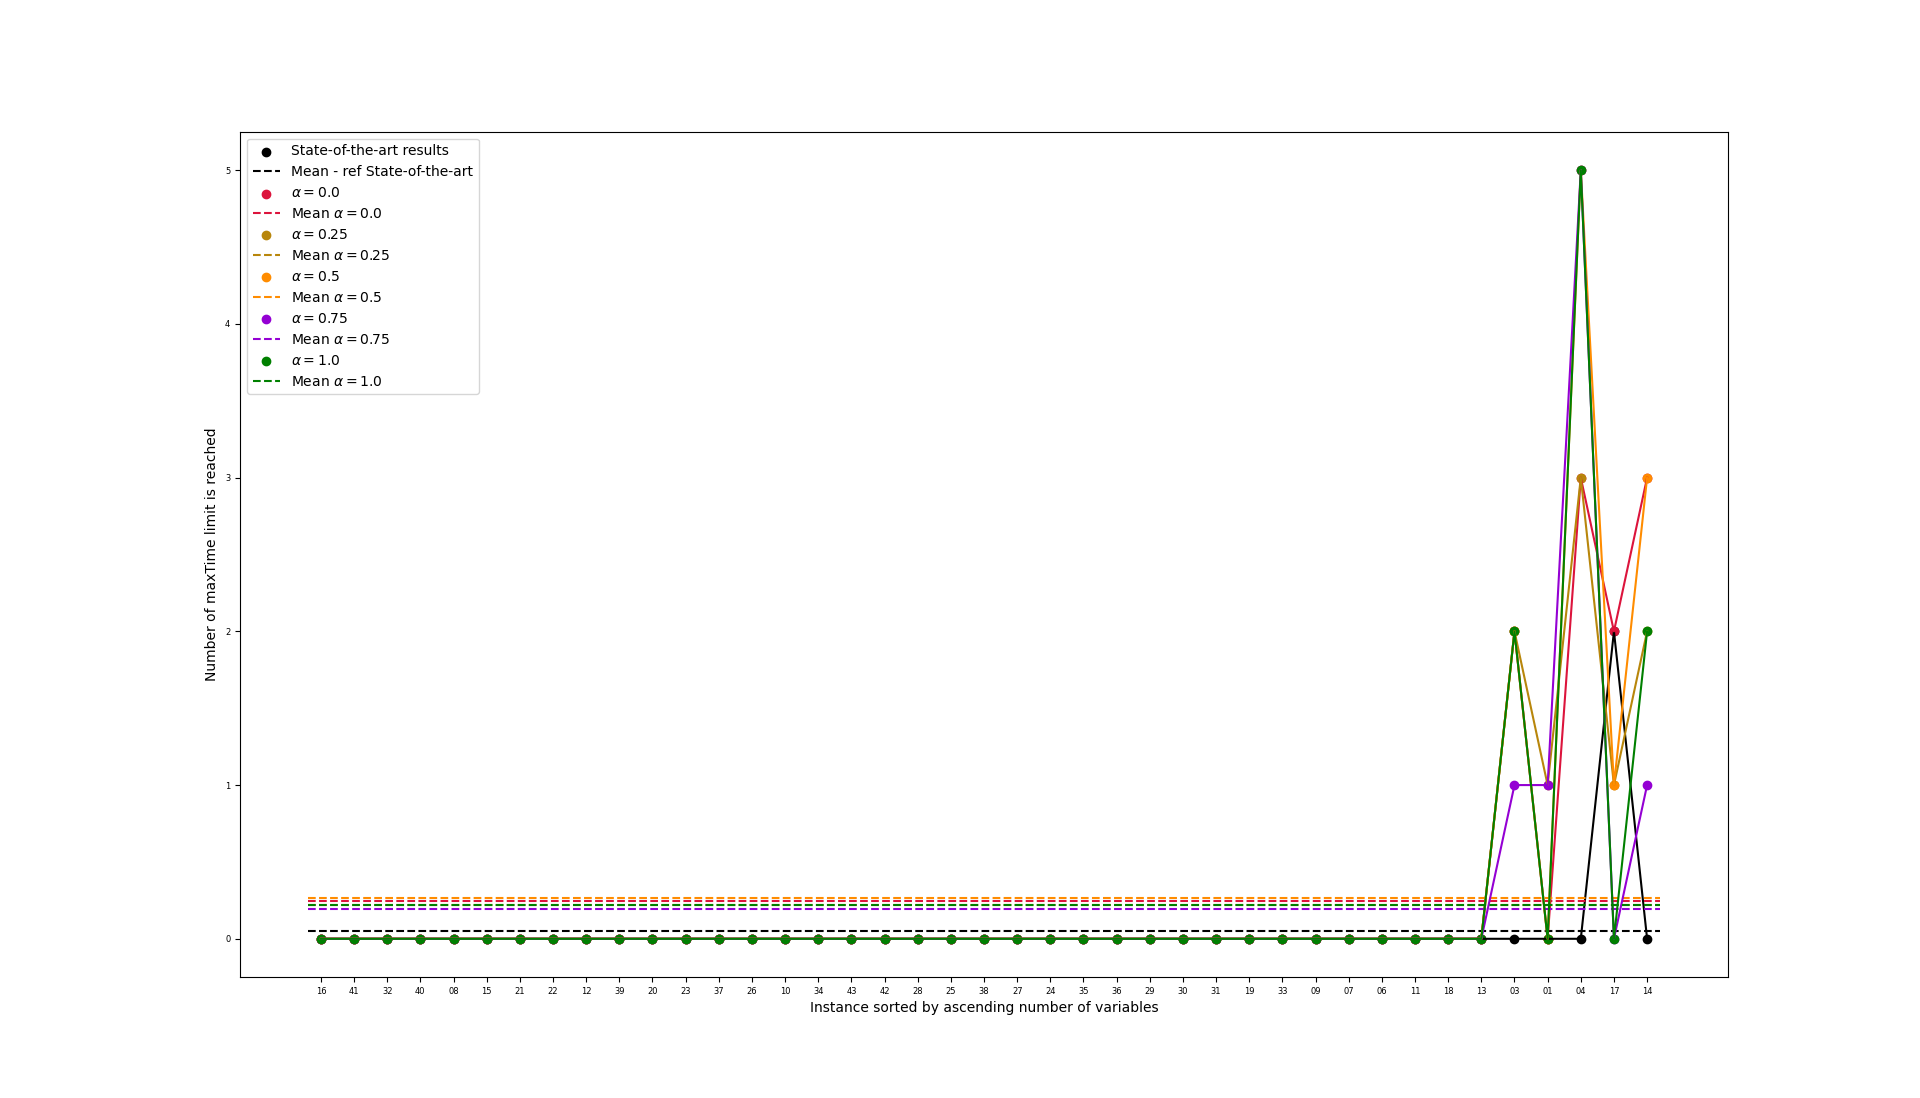 State-of-the-art results
Mean - ref State-of-the-art
α = 0.0
Mean α = 0.0
α = 0.25
Mean α = 0.25
α = 0.5
Mean α = 0.5
α = 0.75
Mean α = 0.75
α = 1.0
Mean α = 1.0
Number of maxTime limit is reached
5
4
3
2
1
0
16 41 32 40 08 15 21 22 12 39 20 23 37 26 10 34 43 42 28 25 38 27 24 35 36 29 30 31 19 33 09 07 06 11 18 13 03 01 04 17 14
Instance sorted by ascending number of variables